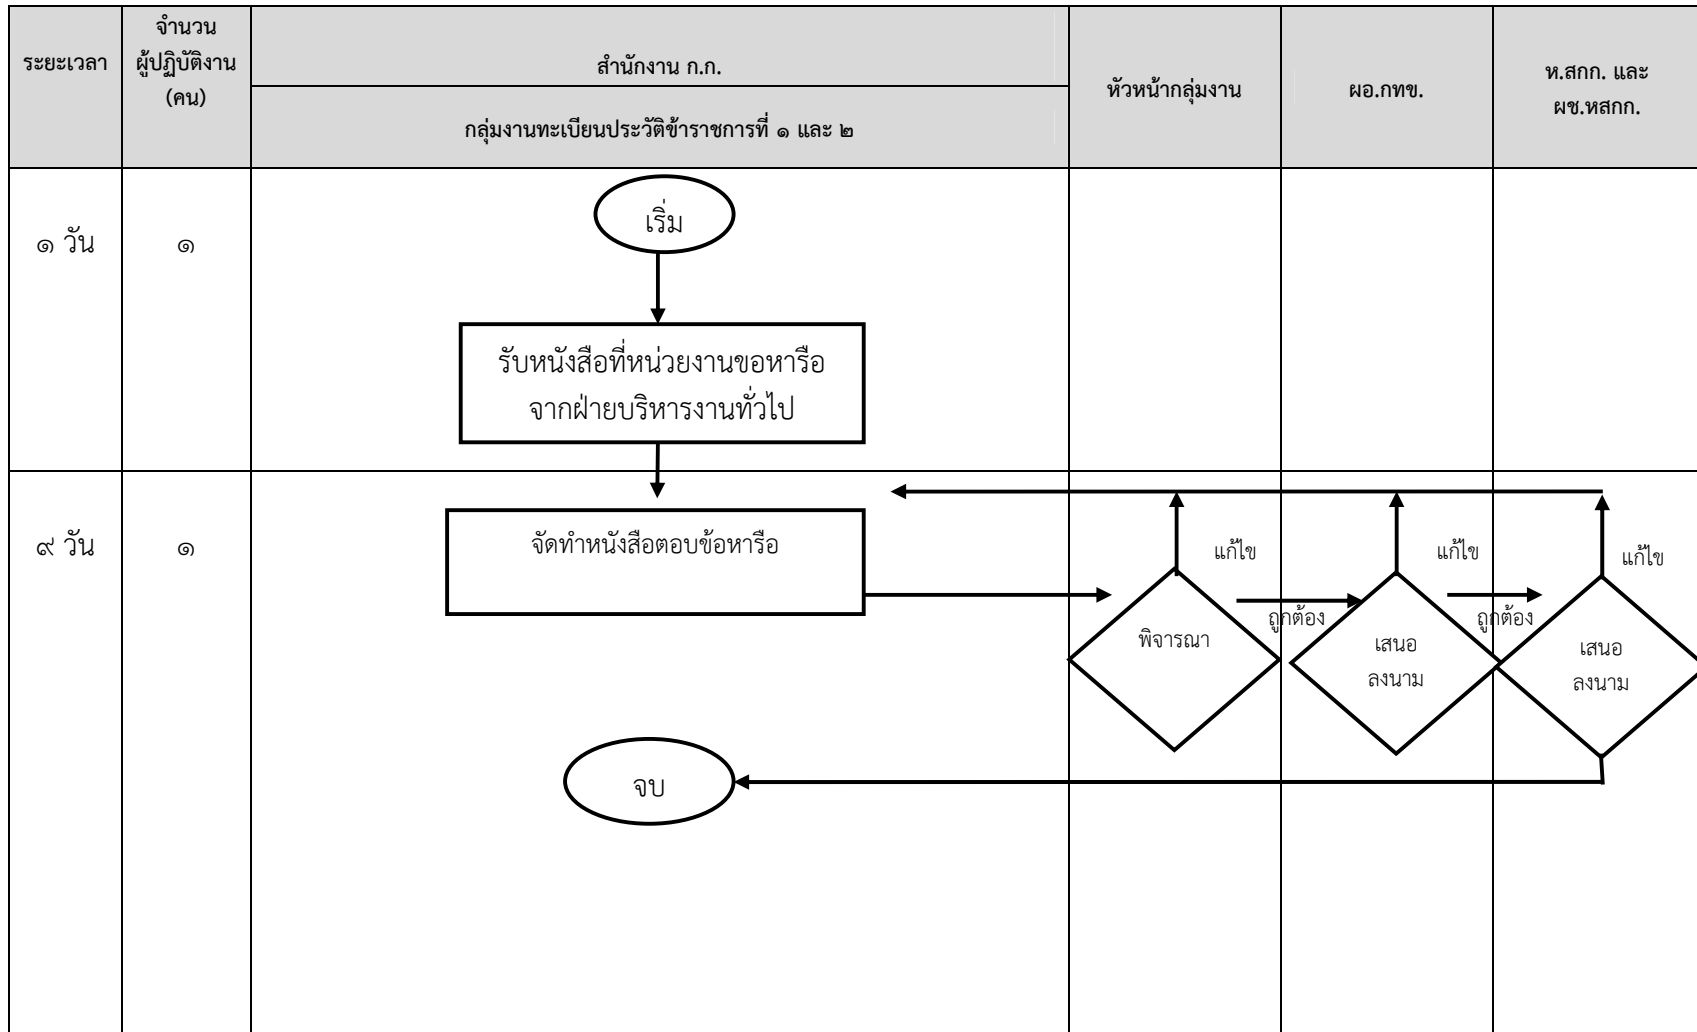 ระยะเวลา
จำนวน
ผู้ปฏิบัติงาน
(คน)
สำนักงาน ก.ก.
กลุ่มงานทะเบียนประวัติข้าราชการที่ ๑ และ ๒
หัวหน้ากลุ่มงาน
ผอ.กทข.
ห.สกก. และ
ผช.หสกก.
๑ วัน
๑
เริ่ม
รับหนังสือที่หน่วยงานขอหารือ
จากฝ่ายบริหารงานทั่วไป
๙ วัน
๑
จัดทำหนังสือตอบข้อหารือ
แก้ไข
แก้ไข
แก้ไข
ถูกต้อง
ถูกต้อง
พิจารณา
เสนอ
ลงนาม
เสนอ
ลงนาม
จบ